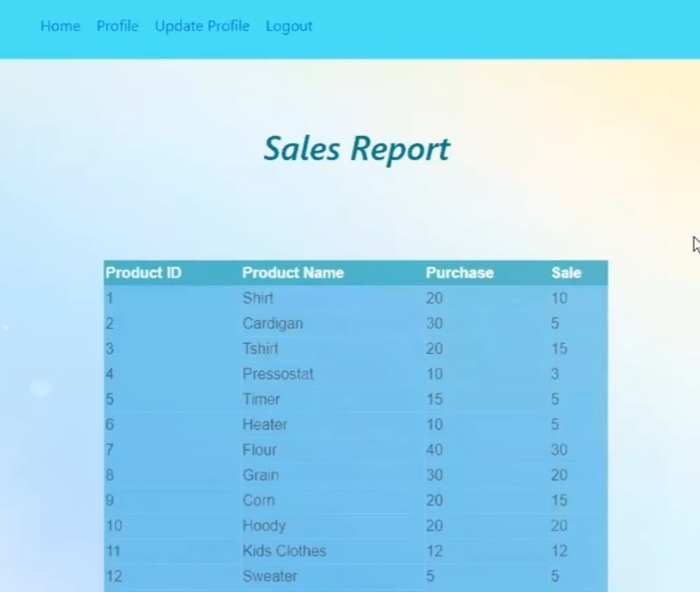 Home Profile Update Profile Logout
Sales Report
Product ID Product Name Purchase Sale
1 Shirt 20 10
2 Cardigan 30 5
3 Tshirt 20 15
4 Pressostat 10 3
5 Timer 15 5
6 Heater 10 5
7 Flour 40 30
8 Grain 30 20
9 Corn 20 15
10 Hoody 20 20
11 Kids Clothes 12 12
12 Sweater 5 5